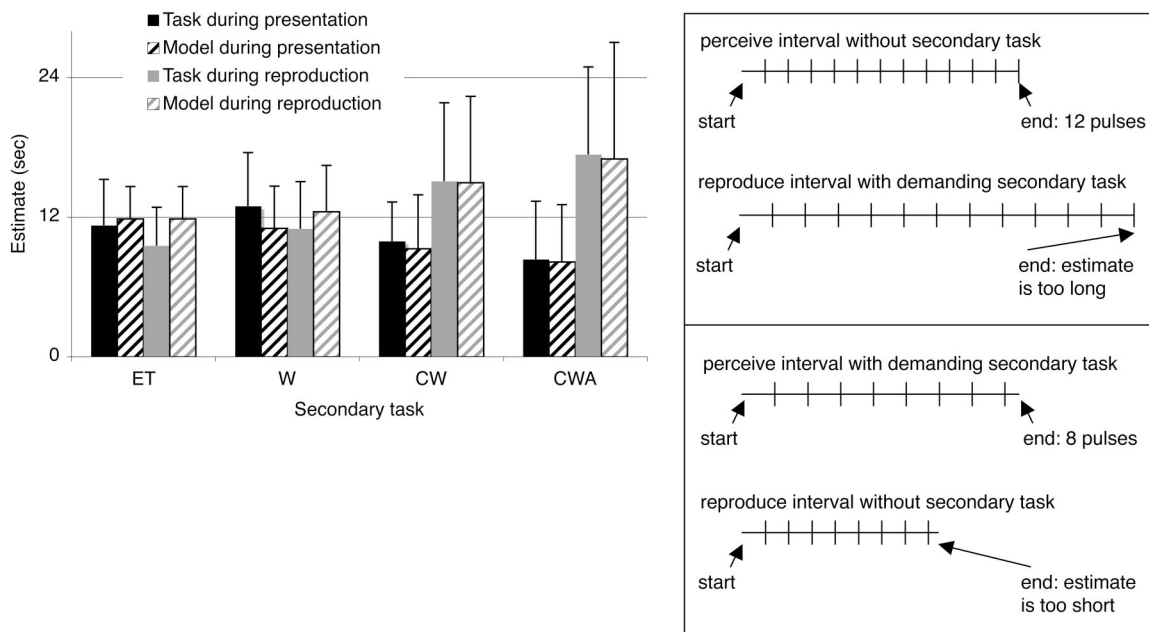 Task during presentation
Model during presentation
Task during reproduction
Model during reproduction
24
12
0
Estimate (sec)
ET
W
CW
CWA
Secondary task
perceive interval without secondary task
start
end: 12 pulses
reproduce interval with demanding secondary task
start
end: estimate
is too long
perceive interval with demanding secondary task
start
end: 8 pulses
reproduce interval without secondary task
start
end: estimate
is too short